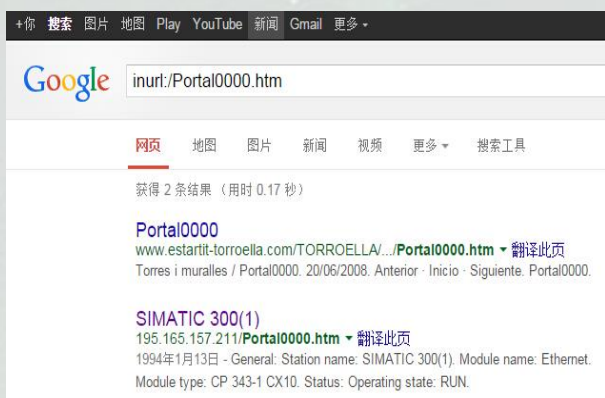 +你 搜索 图片 地图 Play YouTube 新闻 Gmail 更多
Google inurl:/Portal0000.htm
网页 地图 图片 新闻 视频 更多 搜索工具
获得 2 条结果 （用时 0.17 秒）
Portal0000
www.estartit-torroella.com/TORROELLA/.../Portal0000.htm 翻译此页
Torres i muralles / Portal0000. 20/06/2008. Anterior · Inicio · Siguiente. Portal0000.
SIMATIC 300(1)
195.165.157.211/Portal0000.htm 翻译此页
1994年1月13日 - General: Station name: SIMATIC 300(1). Module name: Ethernet.
Module type: CP 343-1 CX10. Status: Operating state: RUN.